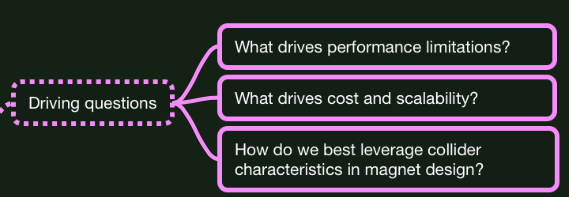 What drives performance limitations?
Driving questions
What drives cost and scalability?
How do we best leverage collider
characteristics in magnet design?